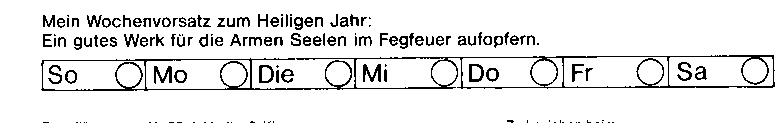 Mein Wochenvorsatz zum Heiligen Jahr:
Ein gutes Werk für die Armen Seelen im Fegfeuer aufopfern.
So Mo Die Mi Do Fr Sa